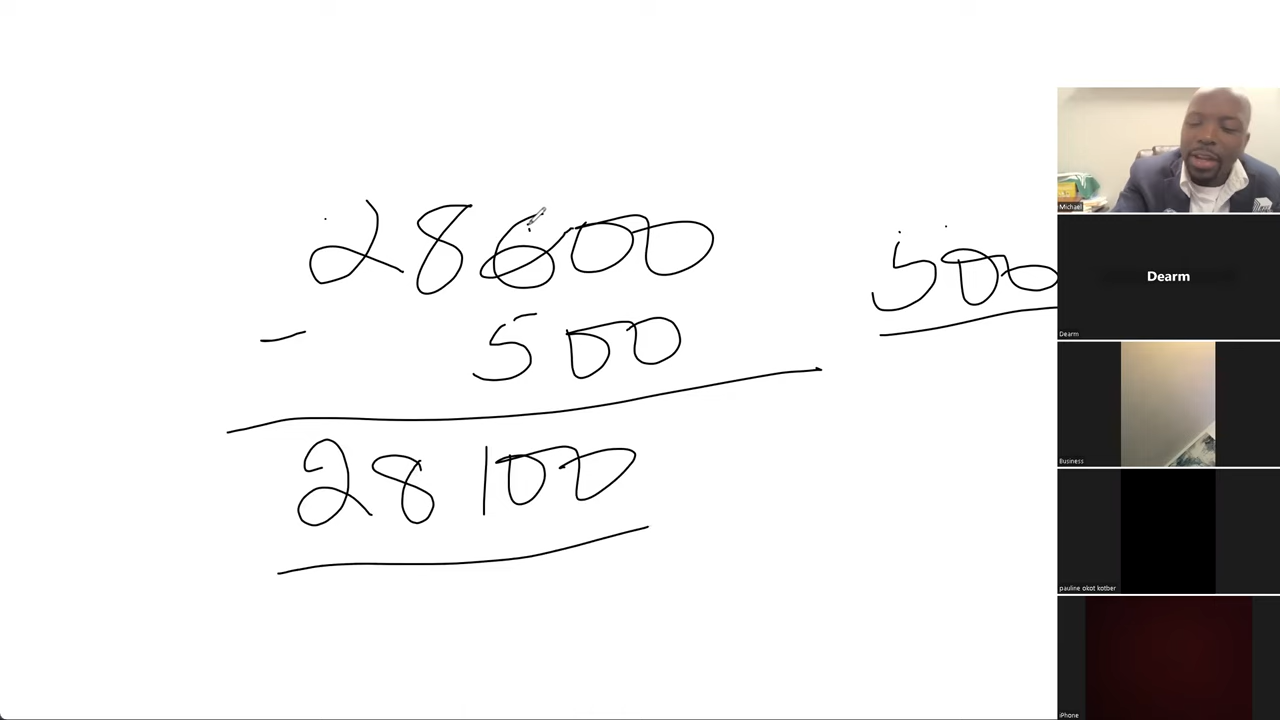 28600
- 500
28100
500
Michael
Dearm
Dearm
Business
pauline okot kotber
iPhone